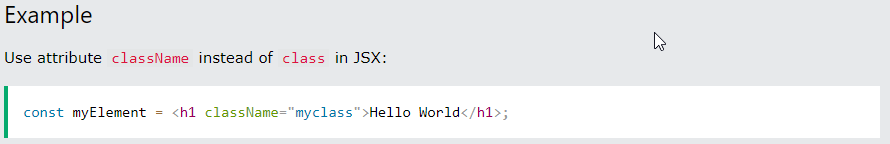 Example
Use attribute className instead of class in JSX:
const myElement = <h1 className="myclass">Hello World</h1>;